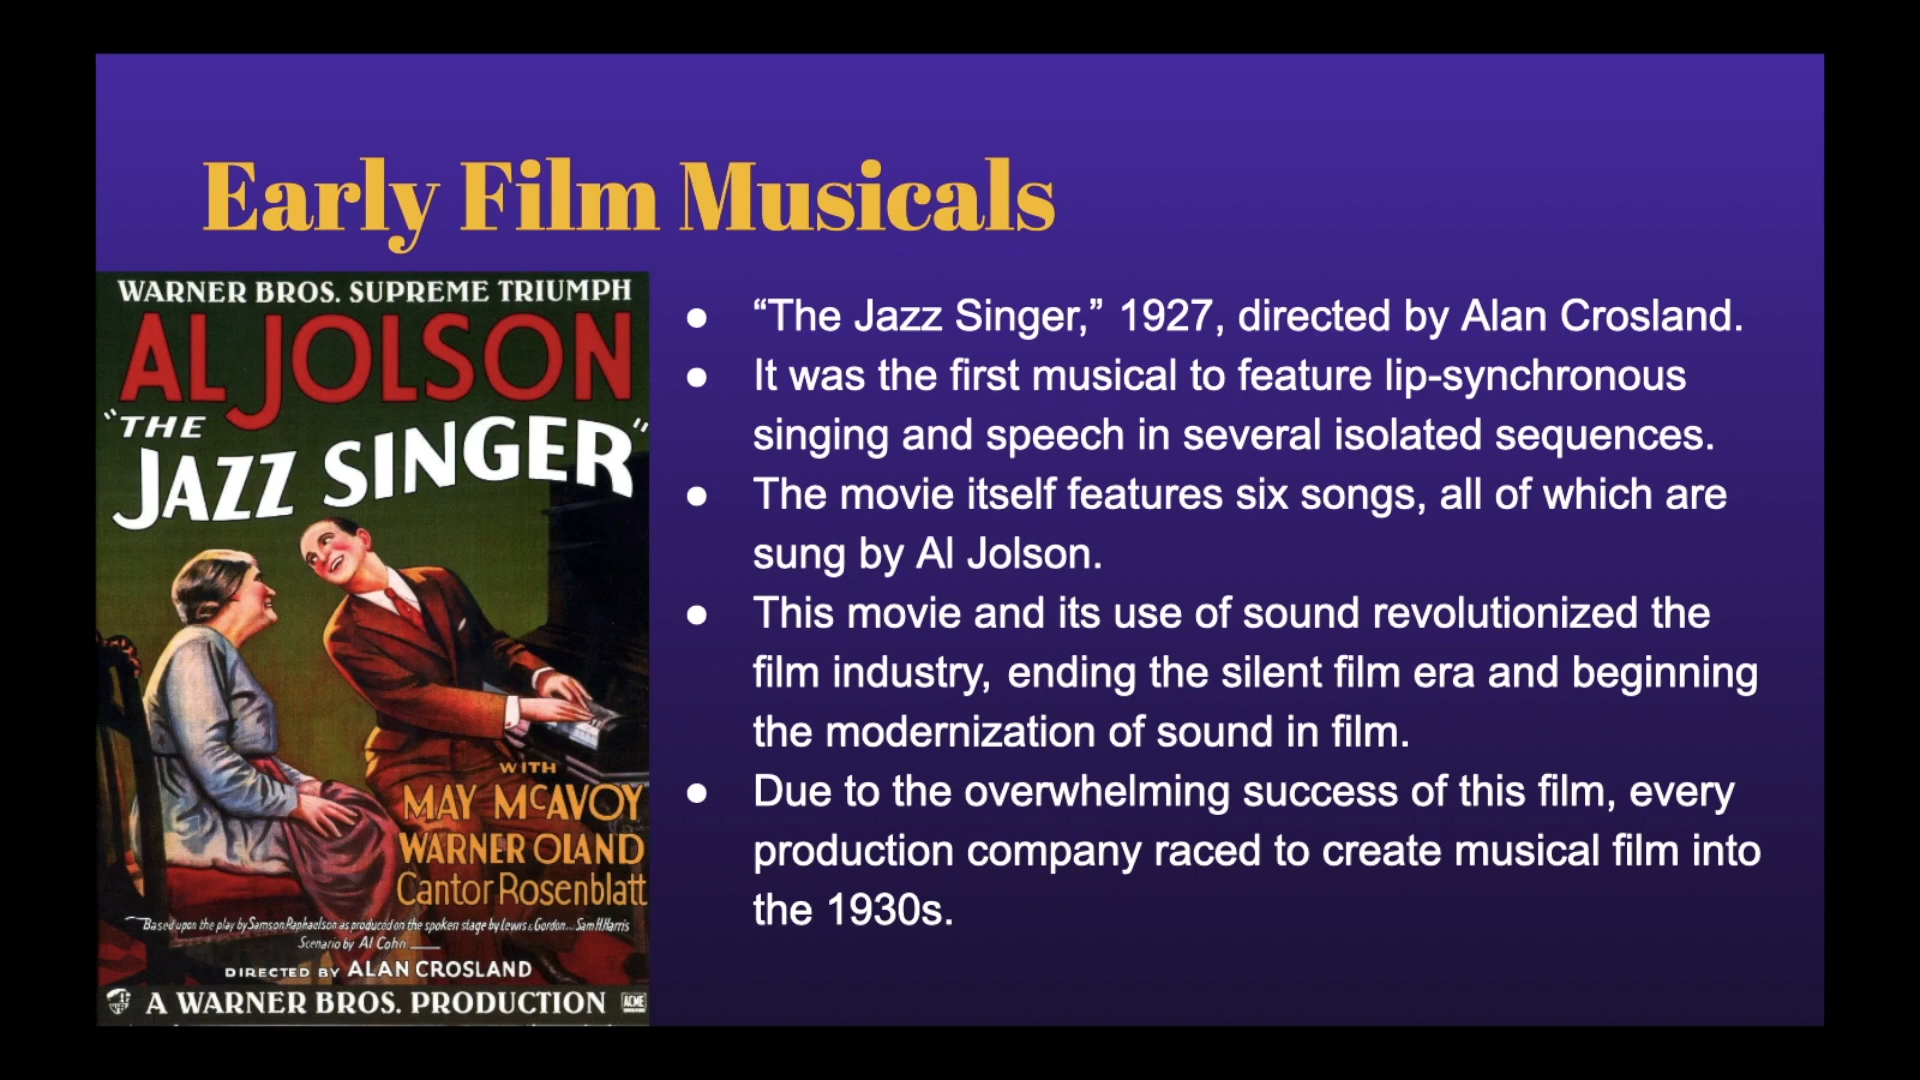 Early Film Musicals
WARNER BROS. SUPREME TRIUMPH
AL JOLSON
"THE
JAZZ SINGER"
WITH
MAY McAVOY
WARNER OLAND
Cantor Rosenblatt
Based upon the play by Samson Raphaelson as produced on the spoken stage by Lewis & Gordon... Sam H. Harris
Scenario by Al Cohn
DIRECTED BY ALAN CROSLAND
A WARNER BROS. PRODUCTION
ACME
● “The Jazz Singer,” 1927, directed by Alan Crosland.
● It was the first musical to feature lip-synchronous
singing and speech in several isolated sequences.
● The movie itself features six songs, all of which are
sung by Al Jolson.
● This movie and its use of sound revolutionized the
film industry, ending the silent film era and beginning
the modernization of sound in film.
● Due to the overwhelming success of this film, every
production company raced to create musical film into
the 1930s.